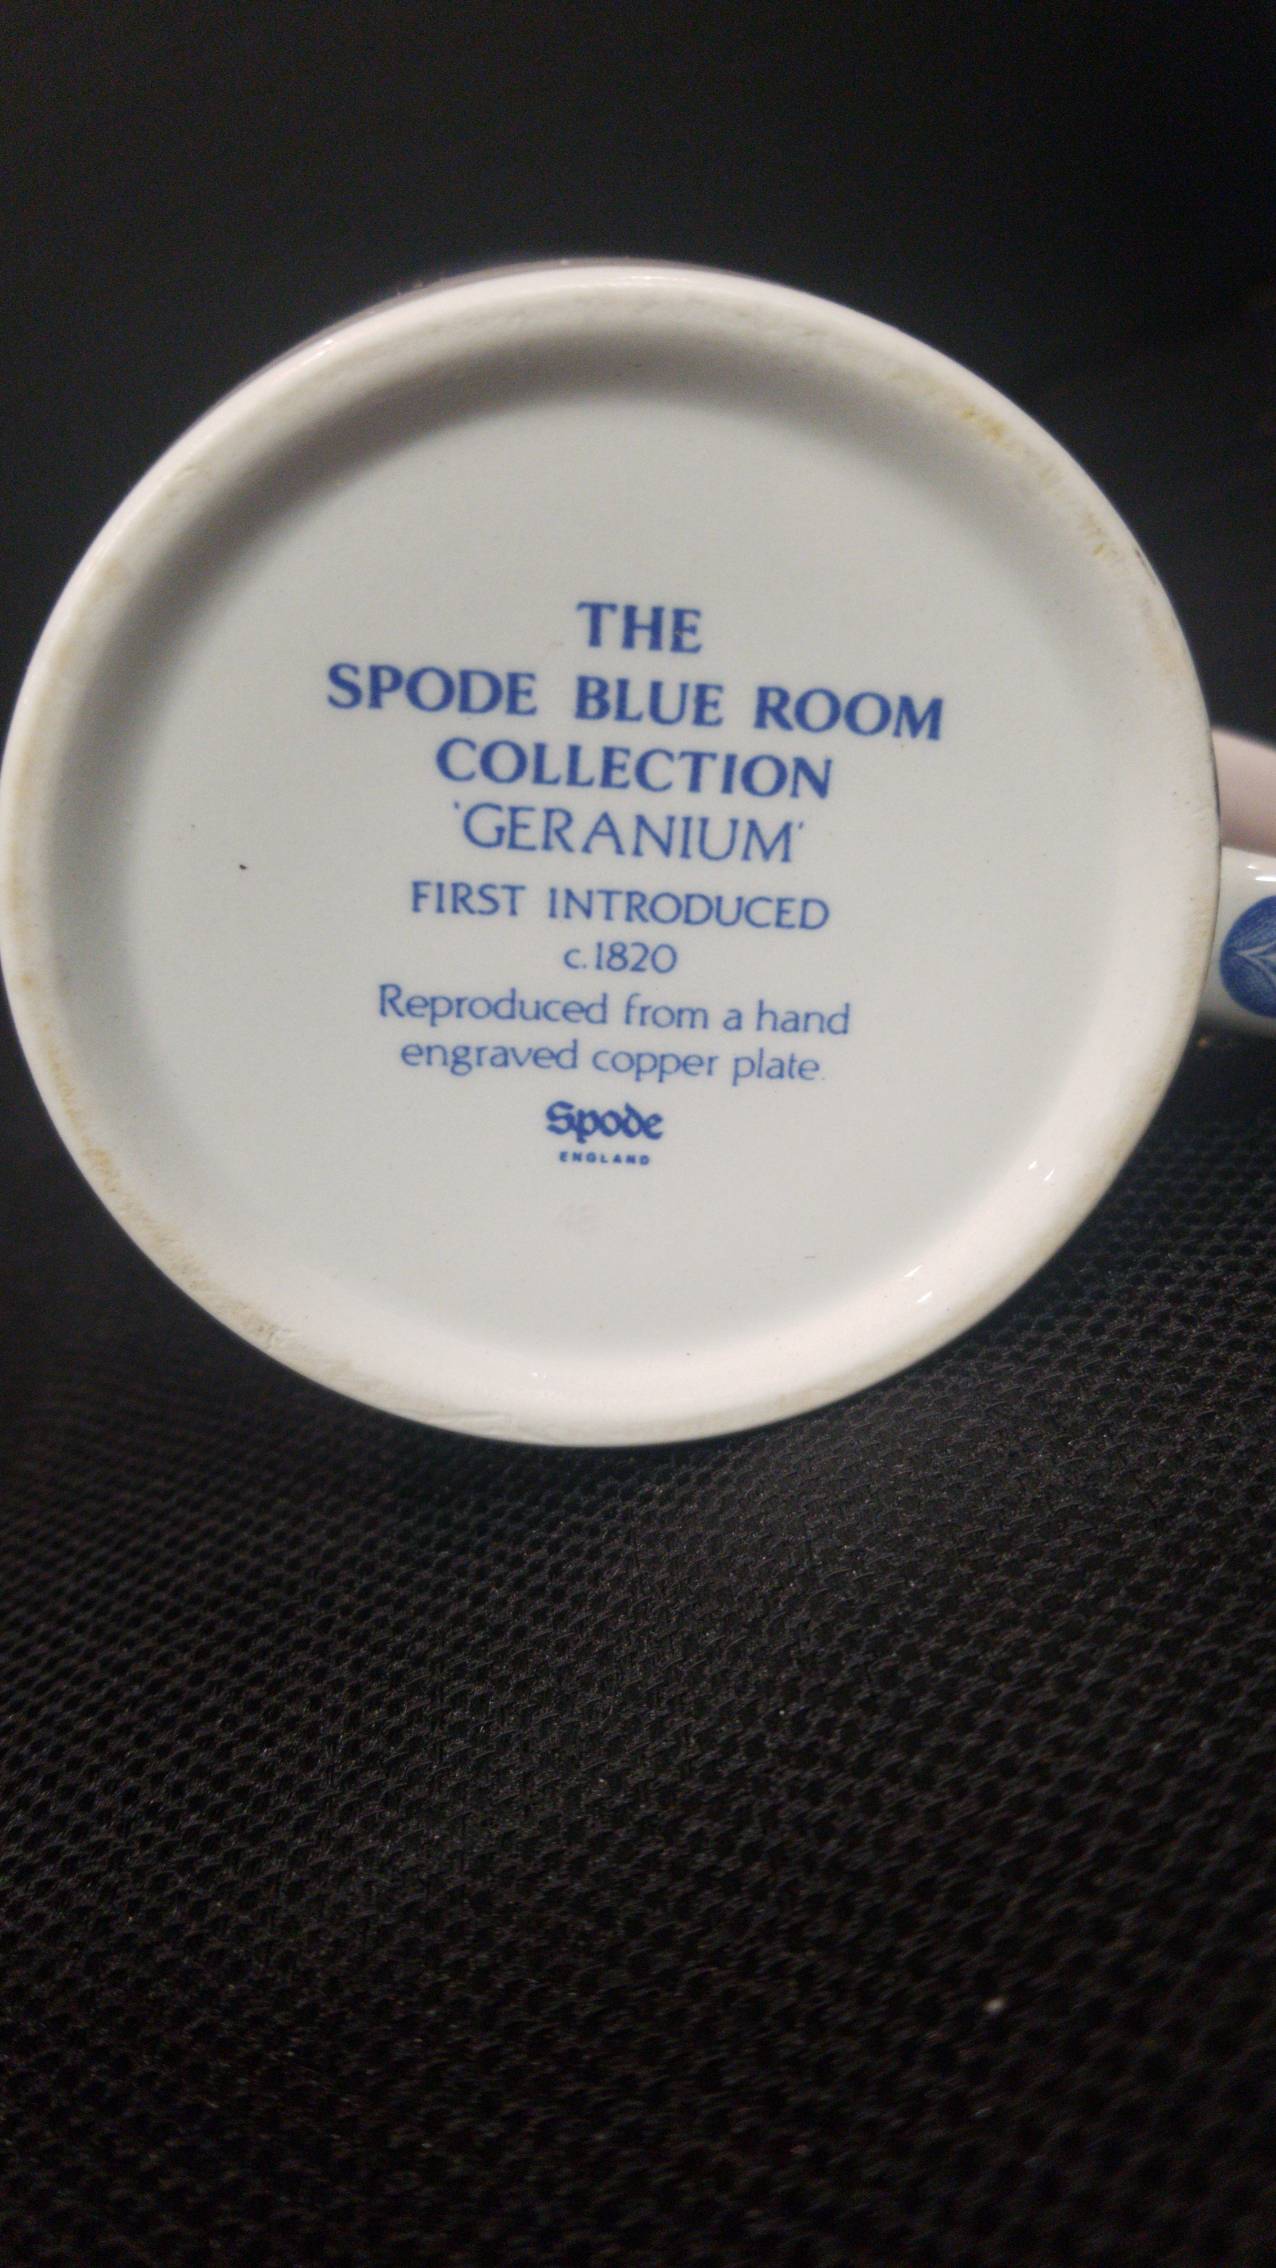 THE
SPODE BLUE ROOM
COLLECTION
'GERANIUM'
FIRST INTRODUCED
c.1820
Reproduced from a hand
engraved copper plate.
Spode
ENGLAND